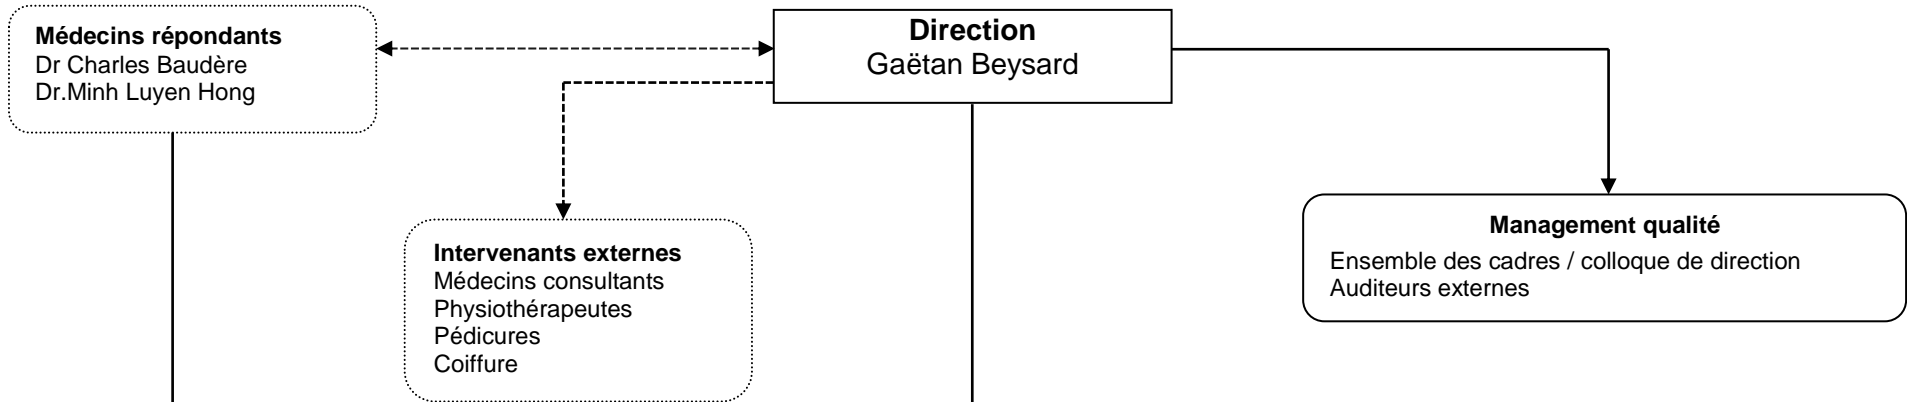 Médecins répondants
Dr Charles Baudère
Dr.Minh Luyen Hong
Direction
Gaëtan Beysard
Intervenants externes
Médecins consultants
Physiothérapeutes
Pédicures
Coiffure
Management qualité
Ensemble des cadres / colloque de direction
Auditeurs externes